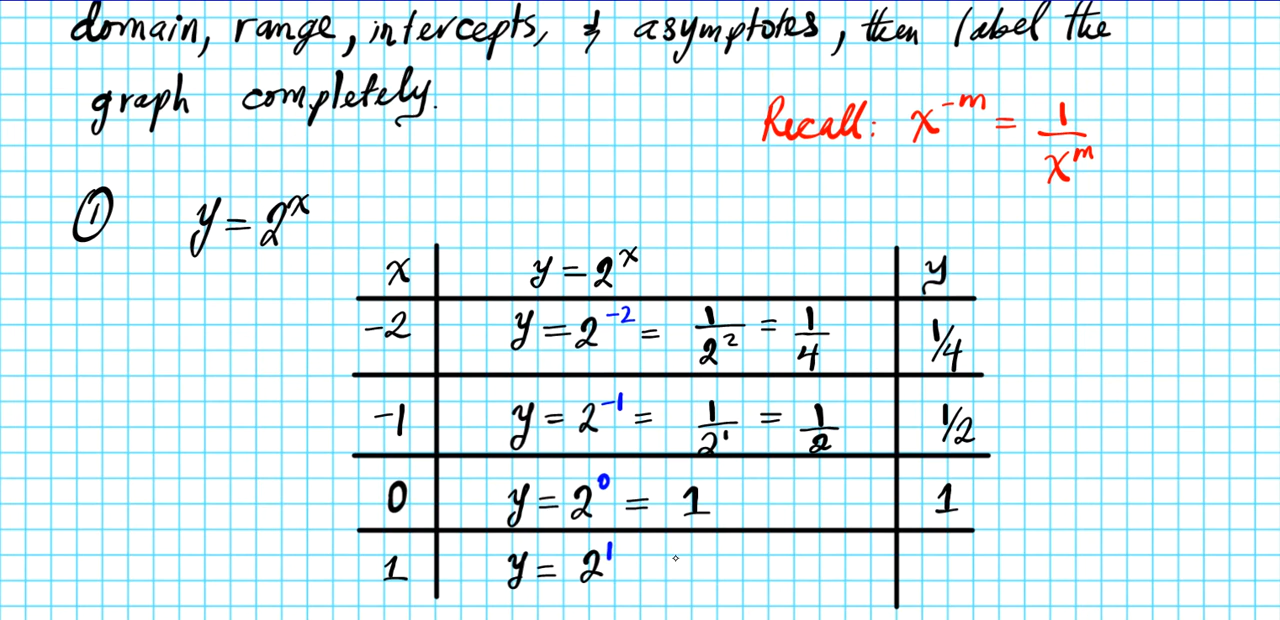 domain, range, intercepts, & asymptotes, then label the
graph completely.
Recall: x^-m = 1/x^m
① y = 2^x
x | y = 2^x | y
-2 | y = 2^-2 = 1/2^2 = 1/4 | 1/4
-1 | y = 2^-1 = 1/2^1 = 1/2 | 1/2
0 | y = 2^0 = 1 | 1
1 | y = 2^1